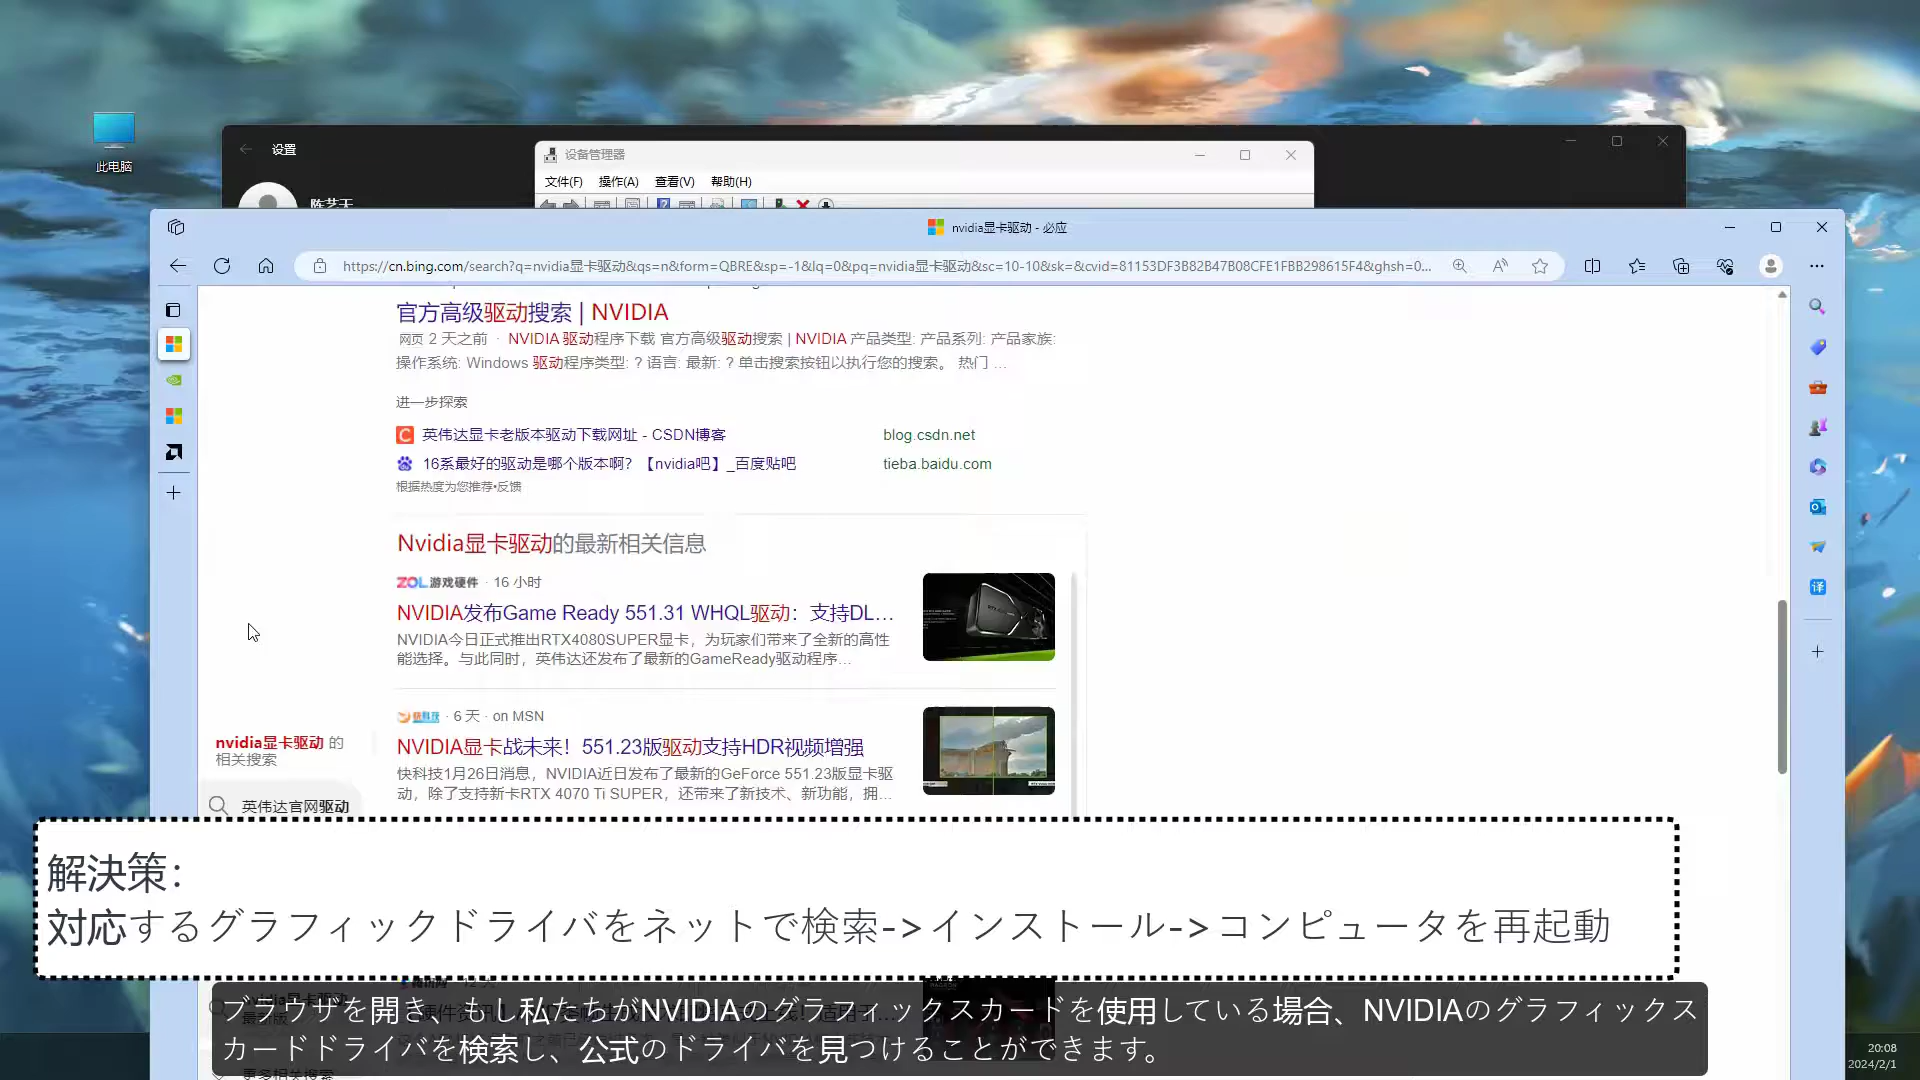 此电脑
设置
陈艺天
设备管理器
文件(F) 操作(A) 查看(V) 帮助(H)
nvidia显卡驱动 - 必应
https://cn.bing.com/search?q=nvidia显卡驱动&qs=n&form=QBRE&sp=-1&lq=0&pq=nvidia显卡驱动&sc=10-10&sk=&cvid=81153DF3B82B47B08CFE1FBB298615F4&ghsh=0...
官方高级驱动搜索 | NVIDIA
网页 2 天之前 · NVIDIA 驱动程序下载 官方高级驱动搜索 | NVIDIA 产品类型: 产品系列: 产品家族:
操作系统: Windows 驱动程序类型: ? 语言: 最新: ? 单击搜索按钮以执行您的搜索。 热门 ...
进一步探索
英伟达显卡老版本驱动下载网址 - CSDN博客 blog.csdn.net
16系最好的驱动是哪个版本啊？【nvidia吧】_百度贴吧 tieba.baidu.com
根据热度为您推荐•反馈
Nvidia显卡驱动的最新相关信息
ZOL游戏硬件 · 16 小时
NVIDIA发布Game Ready 551.31 WHQL驱动：支持DL...
NVIDIA今日正式推出RTX4080SUPER显卡，为玩家们带来了全新的高性
能选择。与此同时，英伟达还发布了最新的GameReady驱动程序...
快科技 · 6 天 · on MSN
NVIDIA显卡战未来！551.23版驱动支持HDR视频增强
快科技1月26日消息，NVIDIA近日发布了最新的GeForce 551.23版显卡驱
动，除了支持新卡RTX 4070 Ti SUPER，还带来了新技术、新功能，拥...
nvidia显卡驱动 的
相关搜索
英伟达官网驱动
解決策：
対応するグラフィックドライバをネットで検索->インストール->コンピュータを再起動
ブラウザを開き、もし私たちがNVIDIAのグラフィックスカードを使用している場合、NVIDIAのグラフィックス
カードドライバを検索し、公式のドライバを見つけることができます。
更多相关搜索
20:08
2024/2/1